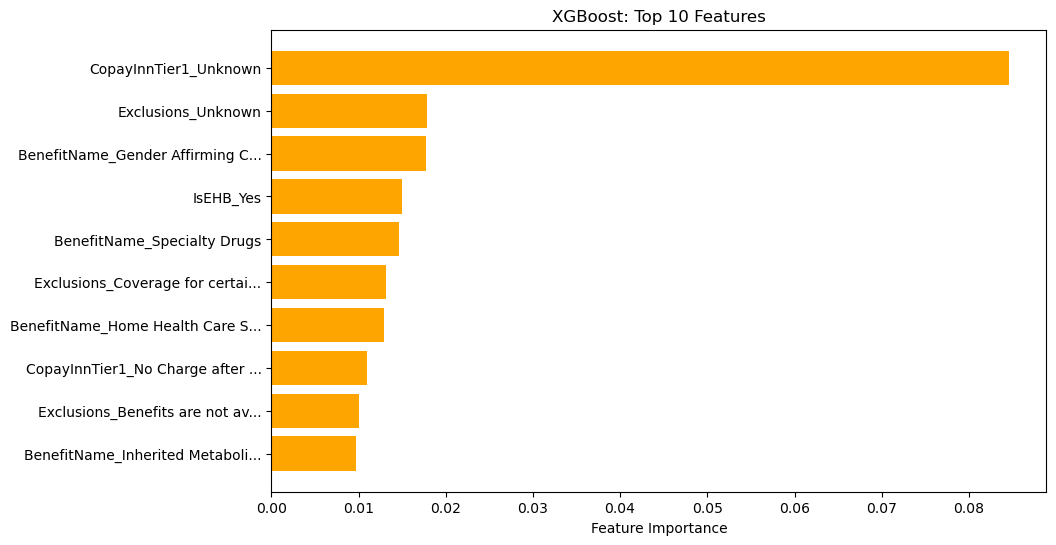 XGBoost: Top 10 Features
CopayInnTier1_Unknown
Exclusions_Unknown
BenefitName_Gender Affirming C...
IsEHB_Yes
BenefitName_Specialty Drugs
Exclusions_Coverage for certai...
BenefitName_Home Health Care S...
CopayInnTier1_No Charge after ...
Exclusions_Benefits are not av...
BenefitName_Inherited Metaboli...
0.00 0.01 0.02 0.03 0.04 0.05 0.06 0.07 0.08
Feature Importance